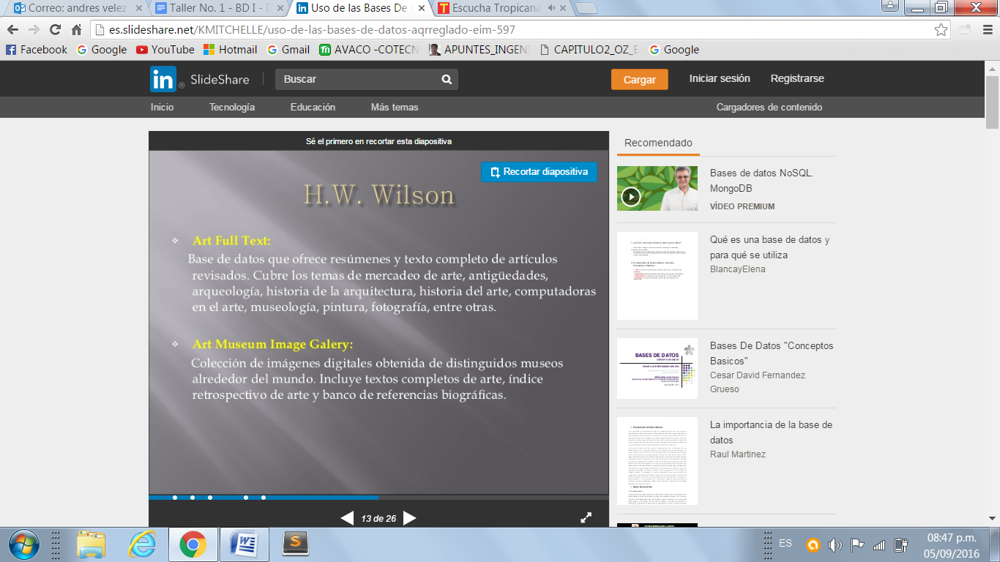 Correo: andres velez
Taller No. 1 - BD I - D
Uso de las Bases De
Escucha Tropicana
es.slideshare.net/KMITCHELLE/uso-de-las-bases-de-datos-aqrreglado-eim-597
Facebook Google YouTube Hotmail Gmail AVACO -COTECN APUNTES_INGEN CAPITULO2_OZ_E Google
in SlideShare
Buscar
Cargar
Iniciar sesión
Registrarse
Inicio Tecnología Educación Más temas Cargadores de contenido
Sé el primero en recortar esta diapositiva
Recortar diapositiva
H.W. Wilson
Art Full Text:
Base de datos que ofrece resúmenes y texto completo de artículos
revisados. Cubre los temas de mercadeo de arte, antigüedades,
arqueología, historia de la arquitectura, historia del arte, computadoras
en el arte, museología, pintura, fotografía, entre otras.
Art Museum Image Galery:
Colección de imágenes digitales obtenida de distinguidos museos
alrededor del mundo. Incluye textos completos de arte, índice
retrospectivo de arte y banco de referencias biográficas.
13 de 26
Recomendado
Bases de datos NoSQL.
MongoDB
VÍDEO PREMIUM
Qué es una base de datos y
para qué se utiliza
BlancayElena
BASES DE DATOS
Bases De Datos "Conceptos
Basicos"
Cesar David Fernandez
Grueso
La importancia de la base de
datos
Raul Martinez
ES
08:47 p.m.
05/09/2016